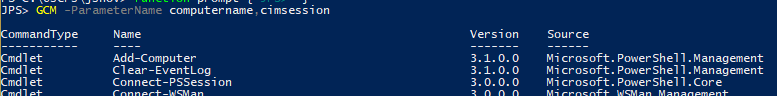 JPS> GCM -ParameterName computername,cimsession
CommandType Name Version Source
----------- ---- ------- ------
Cmdlet Add-Computer 3.1.0.0 Microsoft.PowerShell.Management
Cmdlet Clear-EventLog 3.1.0.0 Microsoft.PowerShell.Management
Cmdlet Connect-PSSession 3.0.0.0 Microsoft.PowerShell.Core
Cmdlet Connect-WSMan 3.0.0.0 Microsoft.WSMan.Management